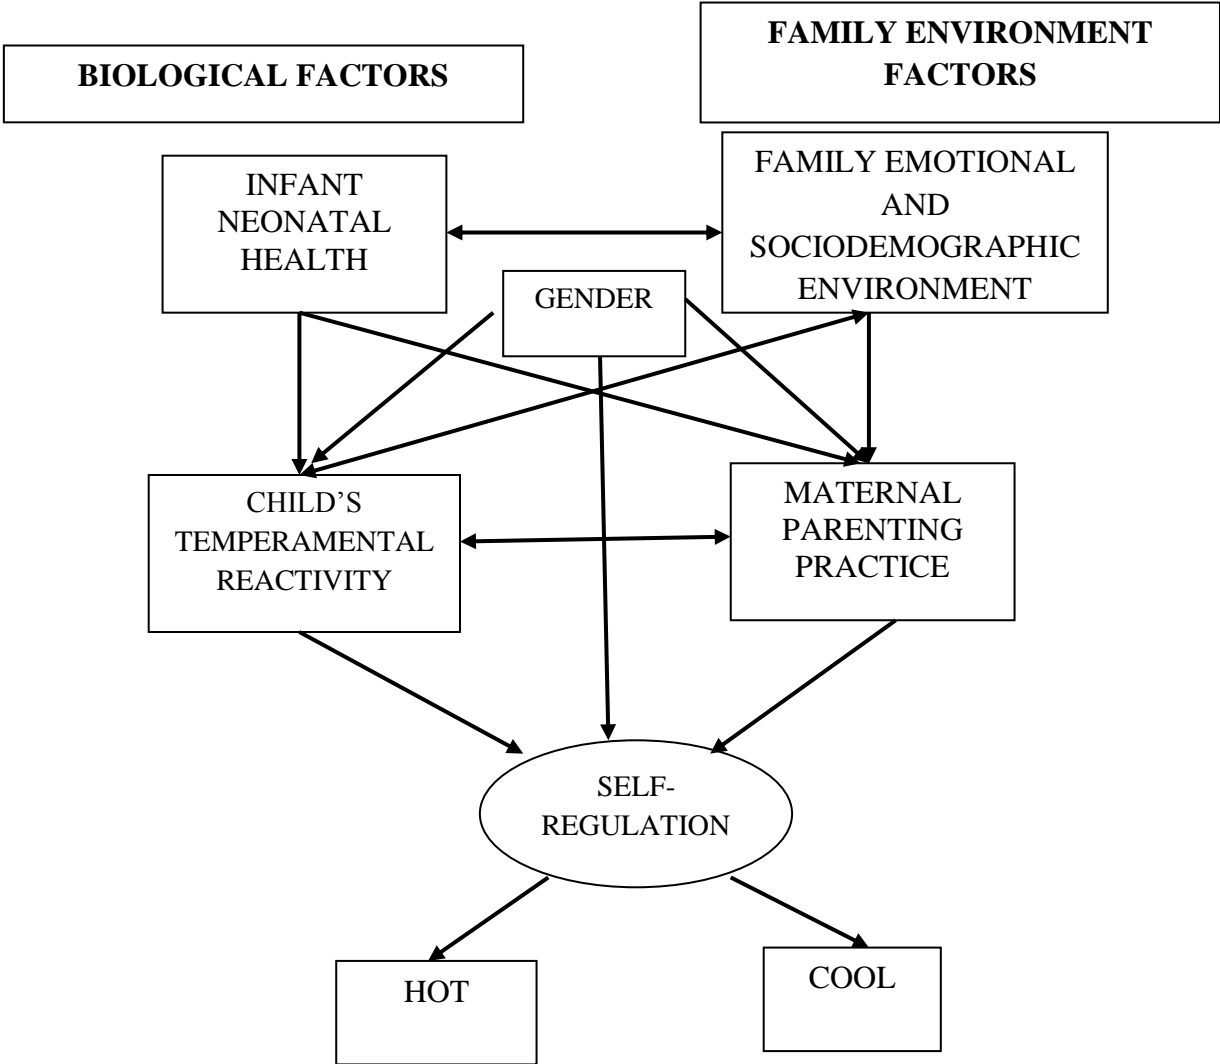 BIOLOGICAL FACTORS
FAMILY ENVIRONMENT
FACTORS
INFANT
NEONATAL
HEALTH
FAMILY EMOTIONAL
AND
SOCIODEMOGRAPHIC
ENVIRONMENT
GENDER
CHILD’S
TEMPERAMENTAL
REACTIVITY
MATERNAL
PARENTING
PRACTICE
SELF-
REGULATION
HOT
COOL